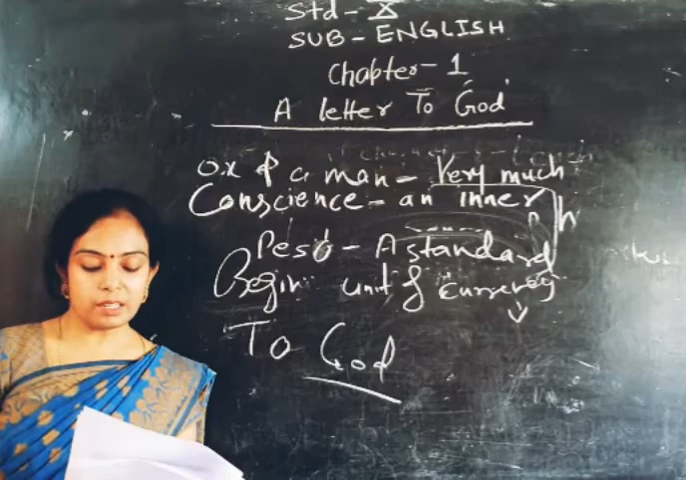 Std - X
SUB - ENGLISH
Chapter - 1
A letter To God
Ox of a man - Very much
Conscience - an inner
Peso - A standard
Begin unit of currency
To God